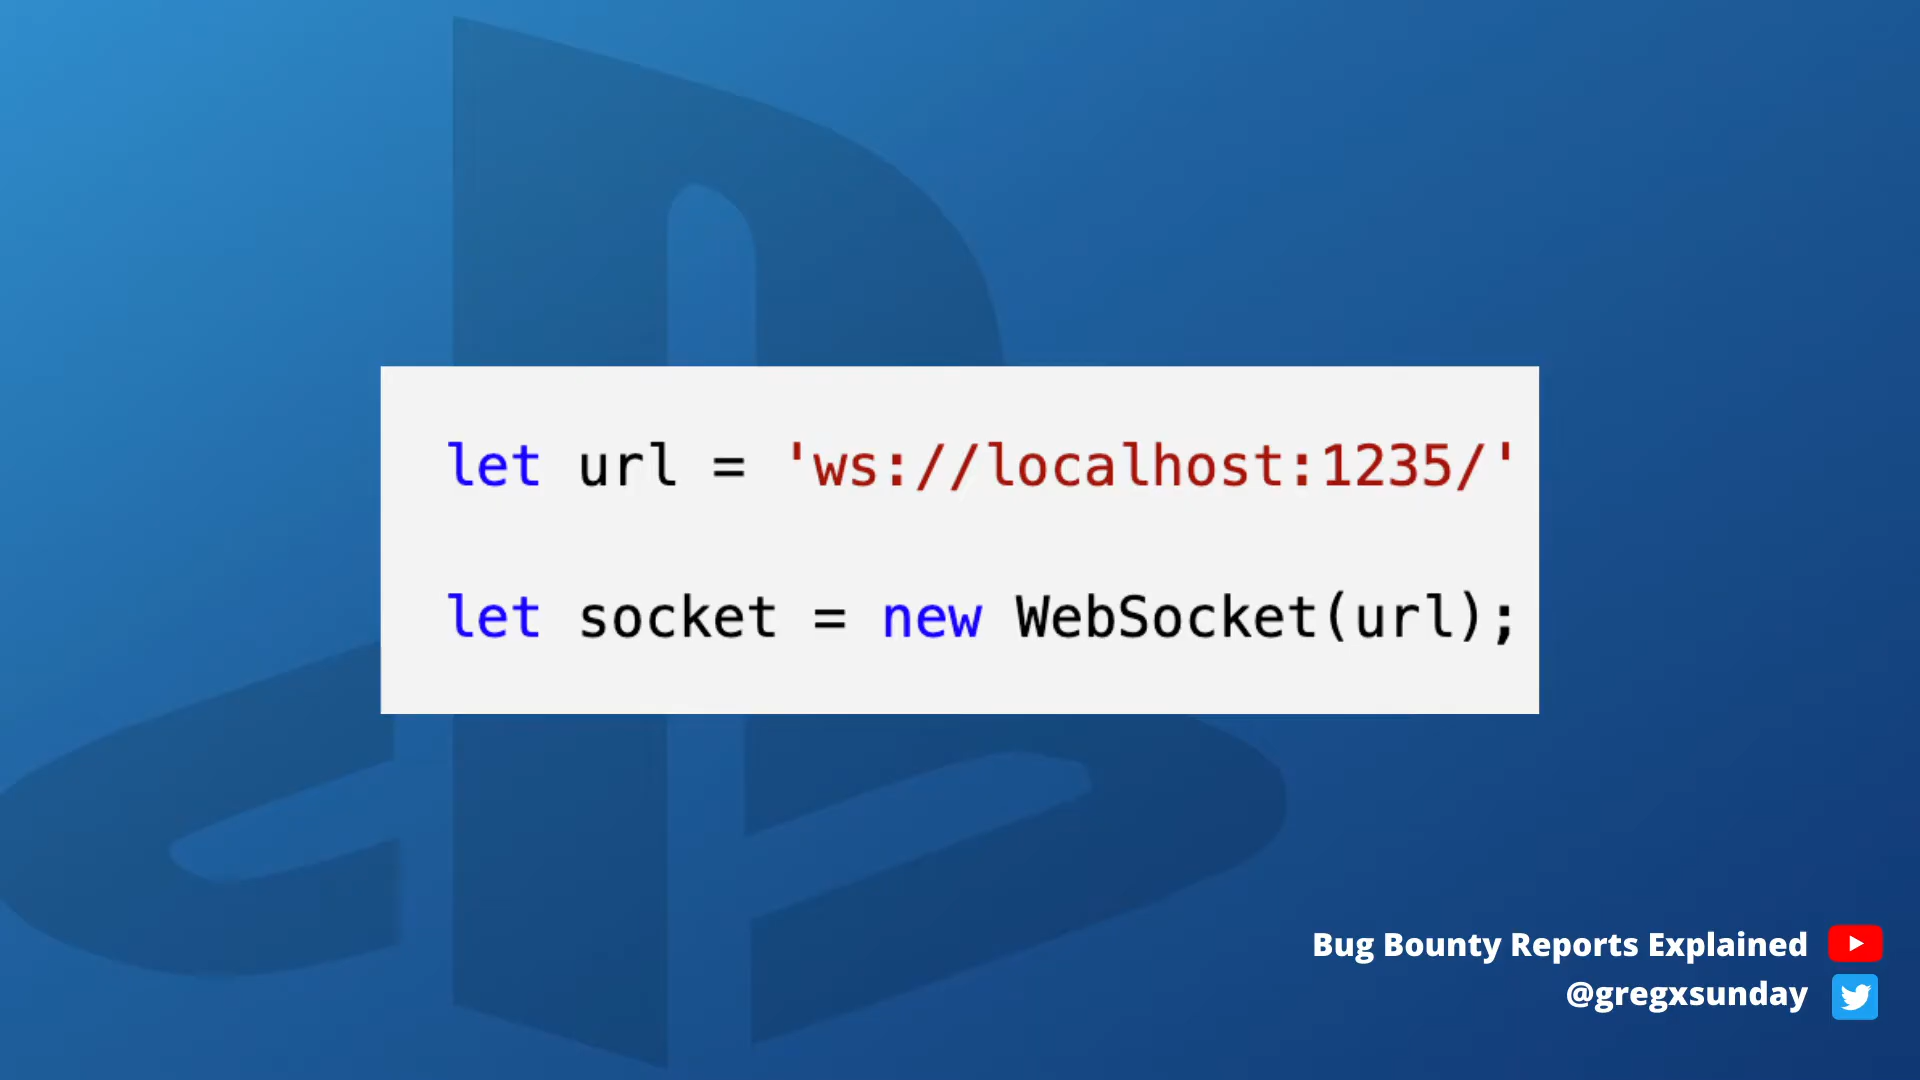 let url = 'ws://localhost:1235/'
let socket = new WebSocket(url);
Bug Bounty Reports Explained
@gregxsunday